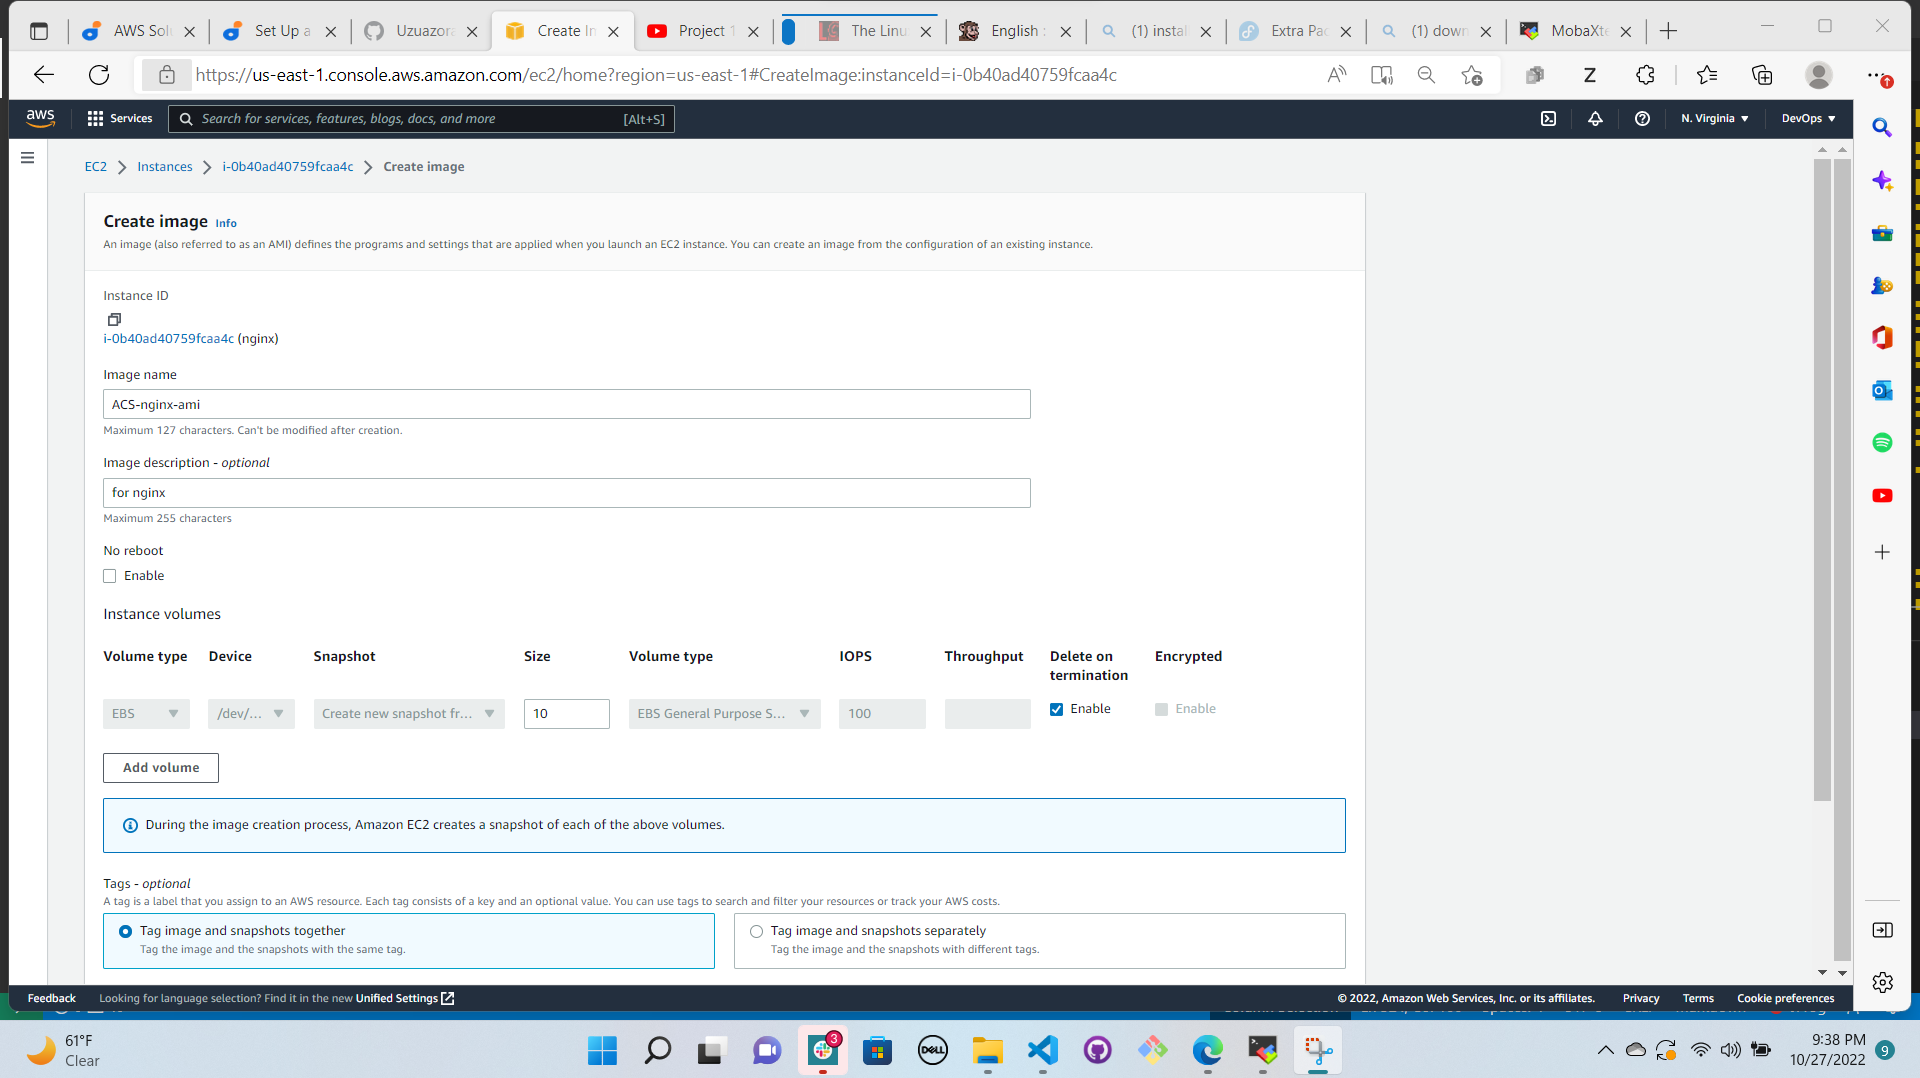 AWS Sol
Set Up a
Uzuazora
Create In
Project 1
The Linu
English :
(1) instal
Extra Pac
(1) down
MobaXte
https://us-east-1.console.aws.amazon.com/ec2/home?region=us-east-1#CreateImage:instanceId=i-0b40ad40759fcaa4c
aws
Services
Search for services, features, blogs, docs, and more
[Alt+S]
N. Virginia
DevOps
EC2
Instances
i-0b40ad40759fcaa4c
Create image
Create image Info
An image (also referred to as an AMI) defines the programs and settings that are applied when you launch an EC2 instance. You can create an image from the configuration of an existing instance.
Instance ID
i-0b40ad40759fcaa4c (nginx)
Image name
ACS-nginx-ami
Maximum 127 characters. Can't be modified after creation.
Image description - optional
for nginx
Maximum 255 characters
No reboot
Enable
Instance volumes
Volume type Device Snapshot Size Volume type IOPS Throughput Delete on termination Encrypted
EBS /dev/... Create new snapshot fr... 10 EBS General Purpose S... 100 Enable Enable
Add volume
During the image creation process, Amazon EC2 creates a snapshot of each of the above volumes.
Tags - optional
A tag is a label that you assign to an AWS resource. Each tag consists of a key and an optional value. You can use tags to search and filter your resources or track your AWS costs.
Tag image and snapshots together
Tag the image and the snapshots with the same tag.
Tag image and snapshots separately
Tag the image and the snapshots with different tags.
Feedback
Looking for language selection? Find it in the new Unified Settings
© 2022, Amazon Web Services, Inc. or its affiliates.
Privacy
Terms
Cookie preferences
61°F
Clear
3
DELL
9:38 PM
10/27/2022
9